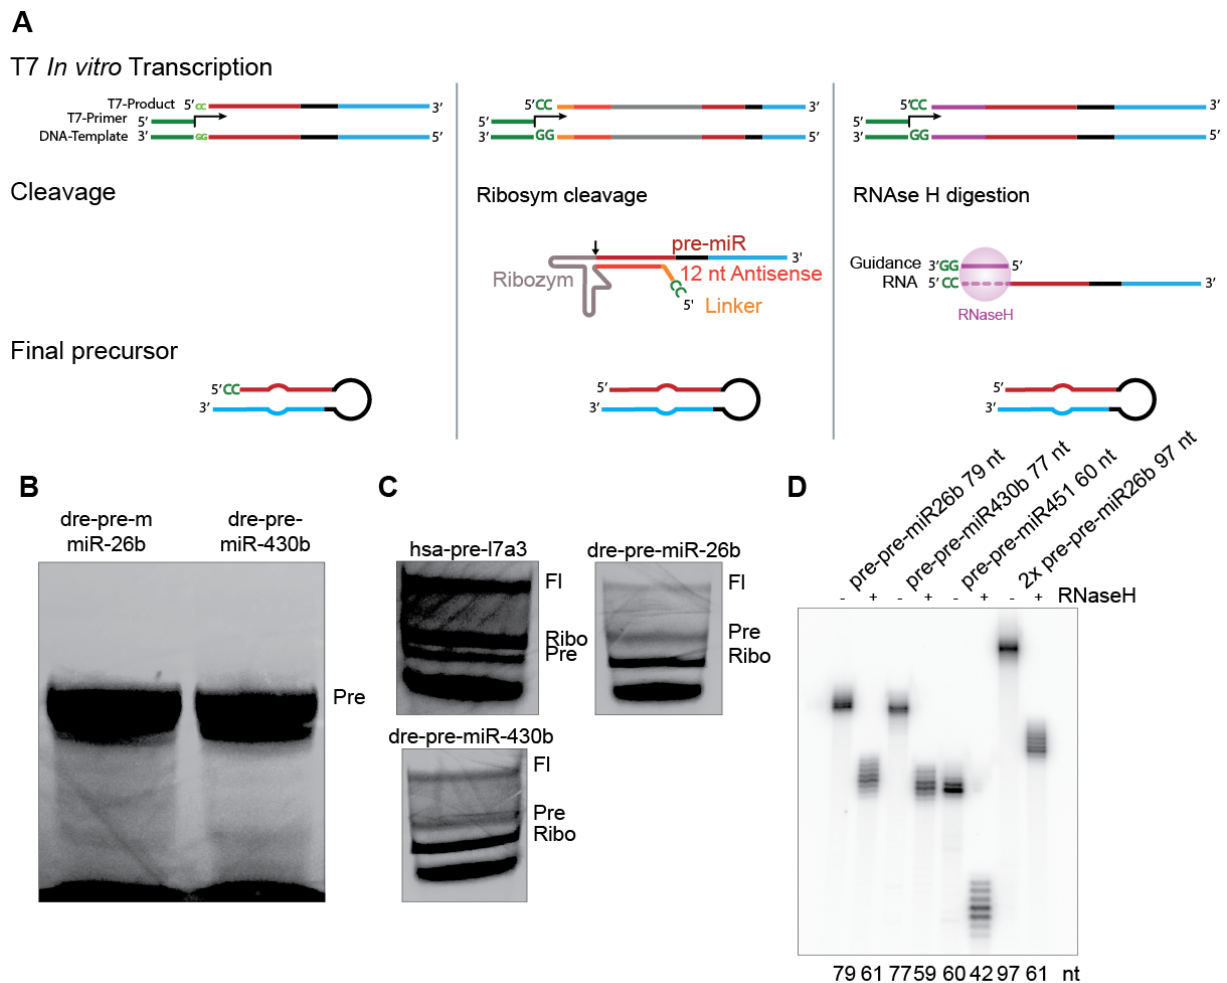 A
T7 In vitro Transcription
T7-Product 5' CC 3'
T7-Primer 5'
DNA-Template 3' GG 5'
5' CC 3'
5'
3' GG 5'
5'CC 3'
5'
3' GG 5'
Cleavage
Ribosym cleavage
RNAse H digestion
pre-miR 3'
Ribozym 12 nt Antisense
CC
5' Linker
Guidance 3'GG 5'
RNA 5' CC 3'
RNaseH
Final precursor
5'CC
3'
5'
3'
5'
3'
B
dre-pre-m
miR-26b
dre-pre-
miR-430b
Pre
C
hsa-pre-l7a3
Fl
Ribo
Pre
dre-pre-miR-26b
Fl
Pre
Ribo
dre-pre-miR-430b
Fl
Pre
Ribo
D
pre-pre-miR26b 79 nt
pre-pre-miR430b 77 nt
pre-pre-miR451 60 nt
2x pre-pre-miR26b 97 nt
- + - + - + - + RNaseH
79 61 77 59 60 42 97 61 nt